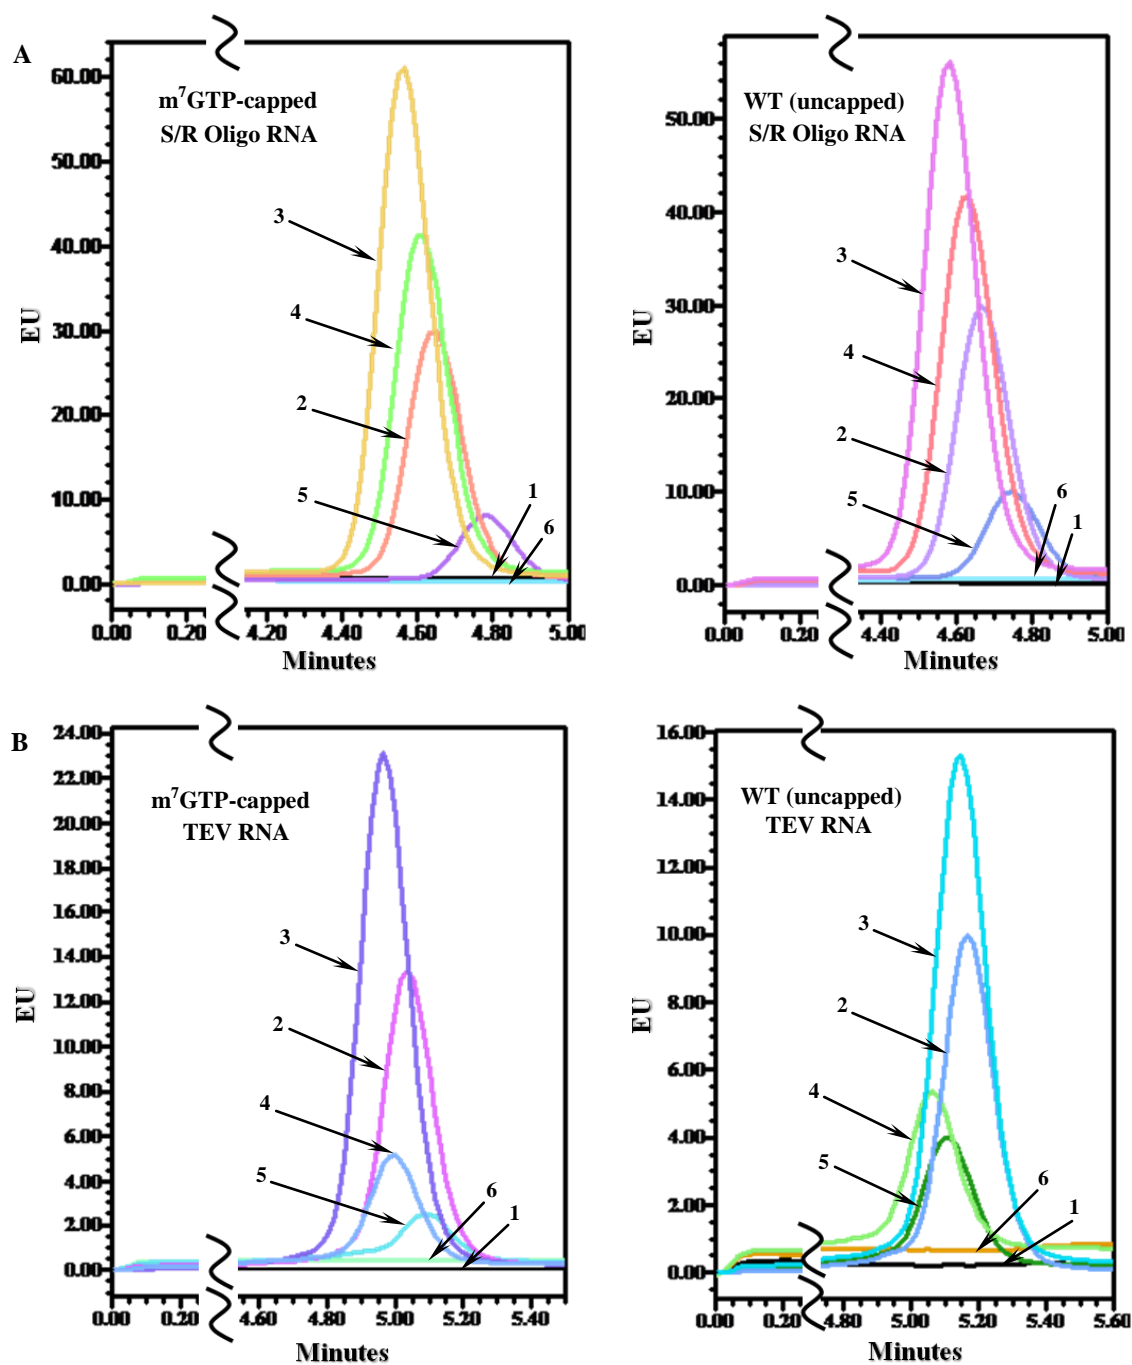 A
m⁷GTP-capped
S/R Oligo RNA
60.00
50.00
40.00
30.00
20.00
10.00
0.00
EU
3
4
2
5
1
6
0.00 0.20 4.20 4.40 4.60 4.80 5.00
Minutes
WT (uncapped)
S/R Oligo RNA
50.00
40.00
30.00
20.00
10.00
0.00
EU
3
4
2
5
6
1
0.00 0.20 4.40 4.60 4.80 5.00
Minutes
B
m⁷GTP-capped
TEV RNA
24.00
22.00
20.00
18.00
16.00
14.00
12.00
10.00
8.00
6.00
4.00
2.00
0.00
EU
3
2
4
5
6
1
0.00 0.20 4.60 4.80 5.00 5.20 5.40
Minutes
WT (uncapped)
TEV RNA
16.00
14.00
12.00
10.00
8.00
6.00
4.00
2.00
0.00
EU
3
2
4
5
6
1
0.00 0.20 4.80 5.00 5.20 5.40 5.60
Minutes